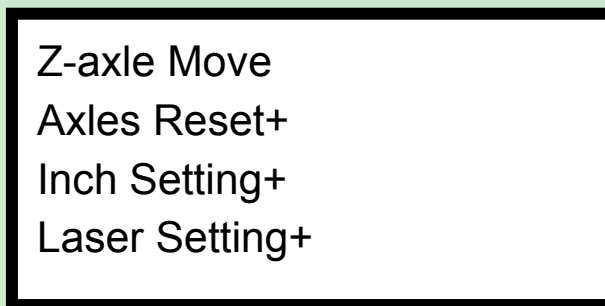 Z-axle Move
Axles Reset+
Inch Setting+
Laser Setting+